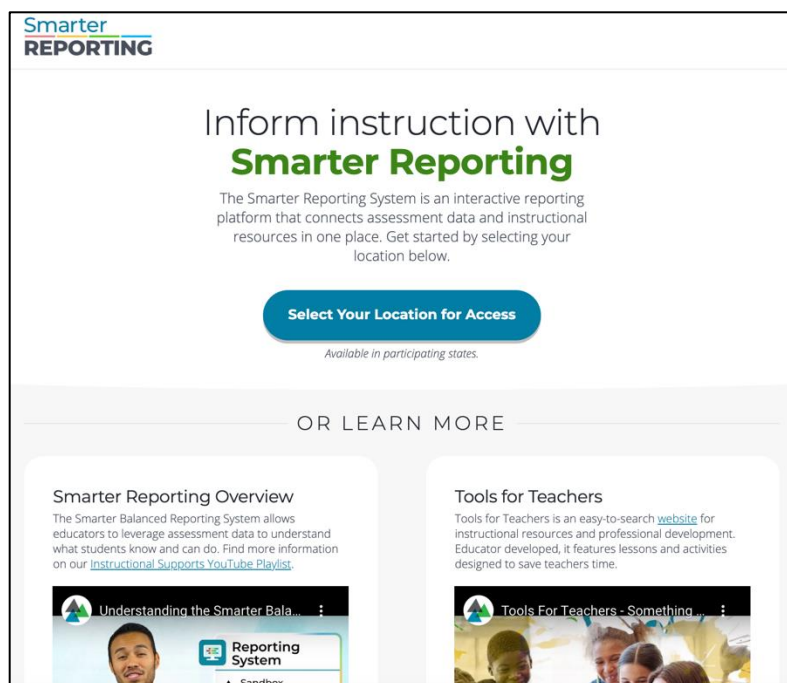 Smarter
REPORTING
Inform instruction with
Smarter Reporting
The Smarter Reporting System is an interactive reporting
platform that connects assessment data and instructional
resources in one place. Get started by selecting your
location below.
Select Your Location for Access
Available in participating states.
OR LEARN MORE
Smarter Reporting Overview
The Smarter Balanced Reporting System allows
educators to leverage assessment data to understand
what students know and can do. Find more information
on our Instructional Supports YouTube Playlist.
Understanding the Smarter Bala...
Reporting
System
Sandbox
Tools for Teachers
Tools for Teachers is an easy-to-search website for
instructional resources and professional development.
Educator developed, it features lessons and activities
designed to save teachers time.
Tools For Teachers - Something ...